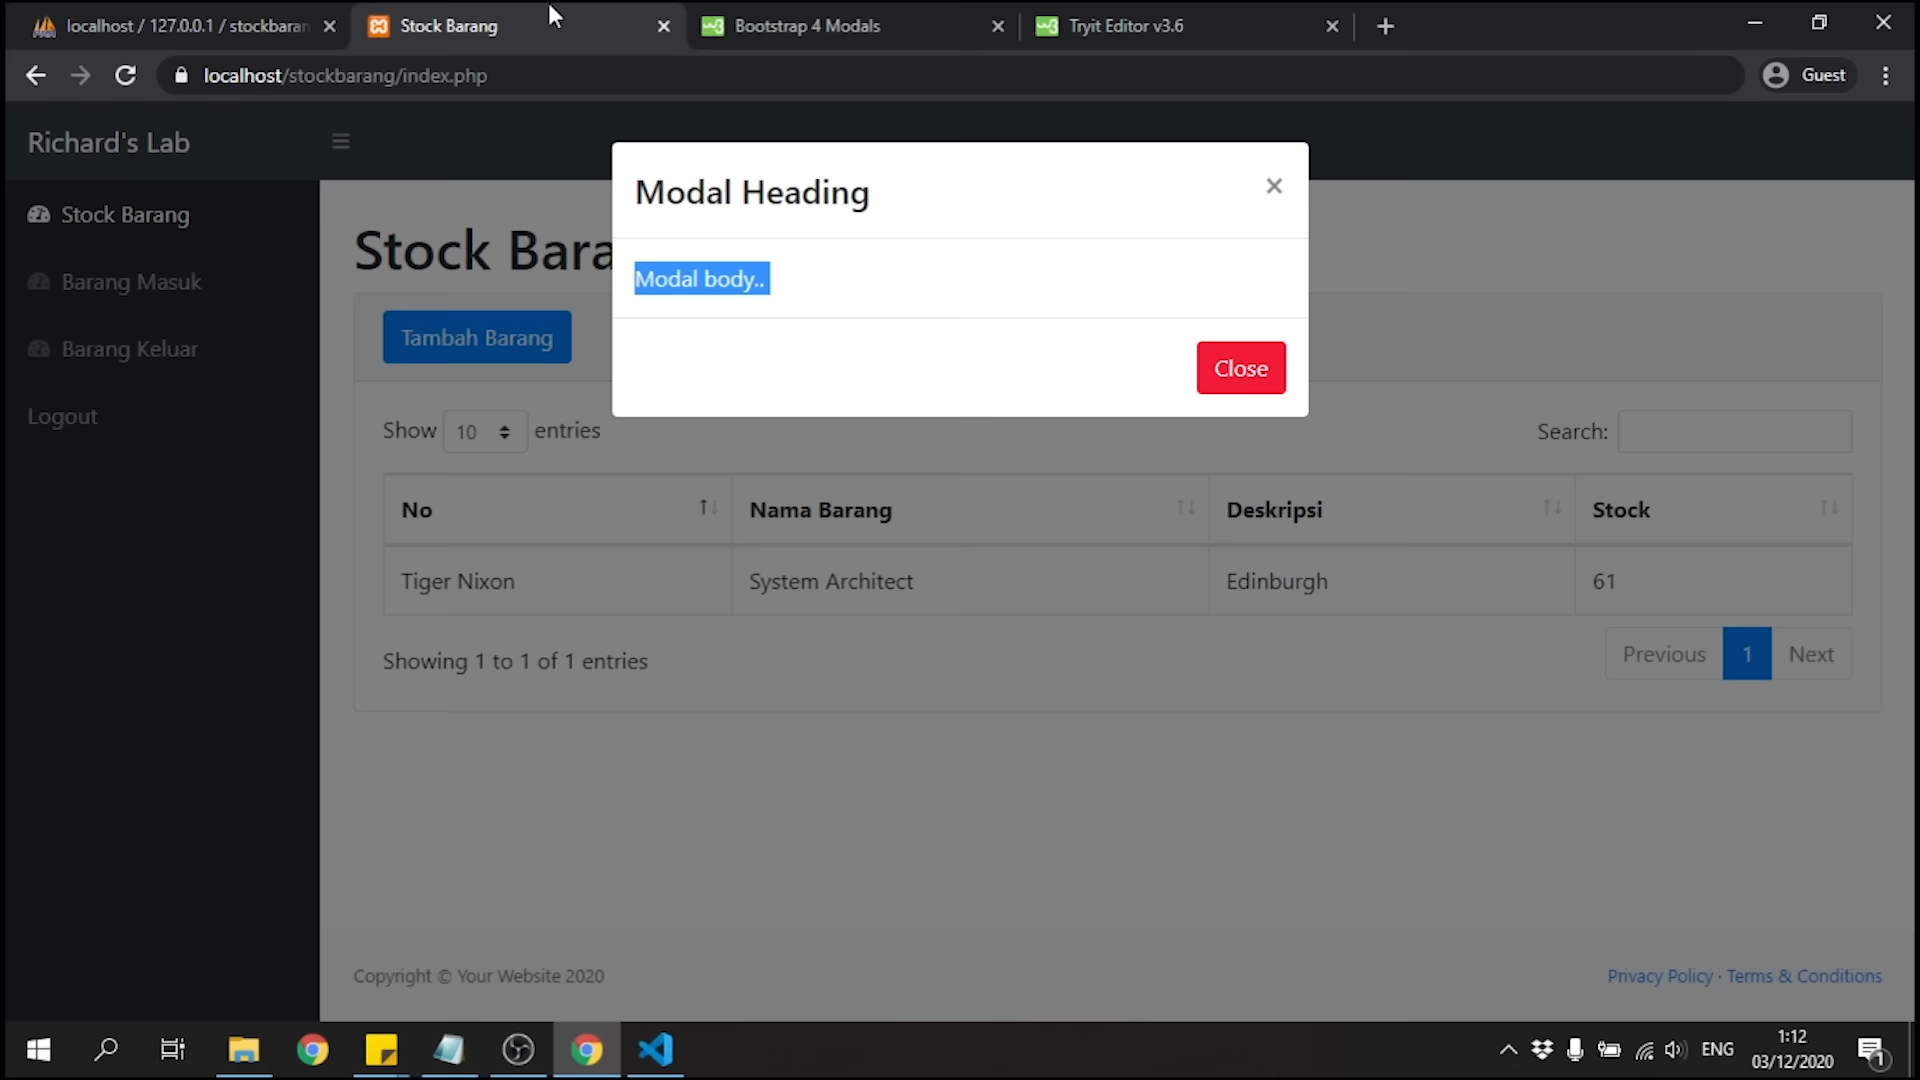 localhost / 127.0.0.1 / stockbaran
Stock Barang
Bootstrap 4 Modals
Tryit Editor v3.6
localhost/stockbarang/index.php
Guest
Richard's Lab
Modal Heading
Stock Barang
Stock Bara
Modal body..
Barang Masuk
Tambah Barang
Barang Keluar
Close
Logout
Show 10 entries
Search:
No Nama Barang Deskripsi Stock
Tiger Nixon System Architect Edinburgh 61
Showing 1 to 1 of 1 entries
Previous 1 Next
Copyright © Your Website 2020
Privacy Policy · Terms & Conditions
ENG
1:12
03/12/2020
1